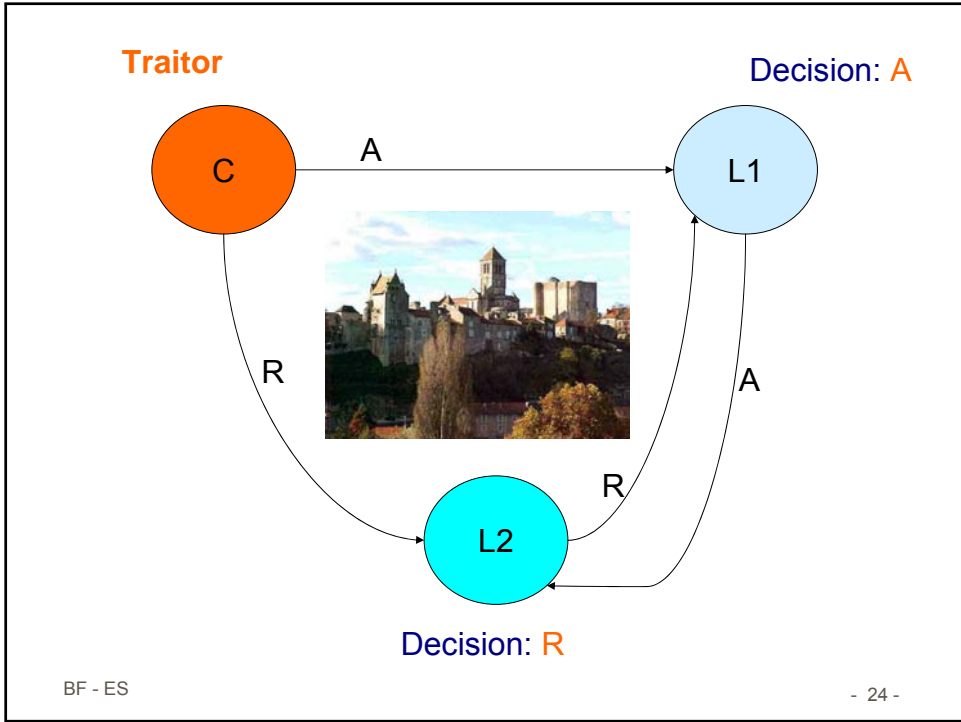 Traitor
Decision: A
C
A
L1
R
A
R
L2
Decision: R
BF - ES
- 24 -